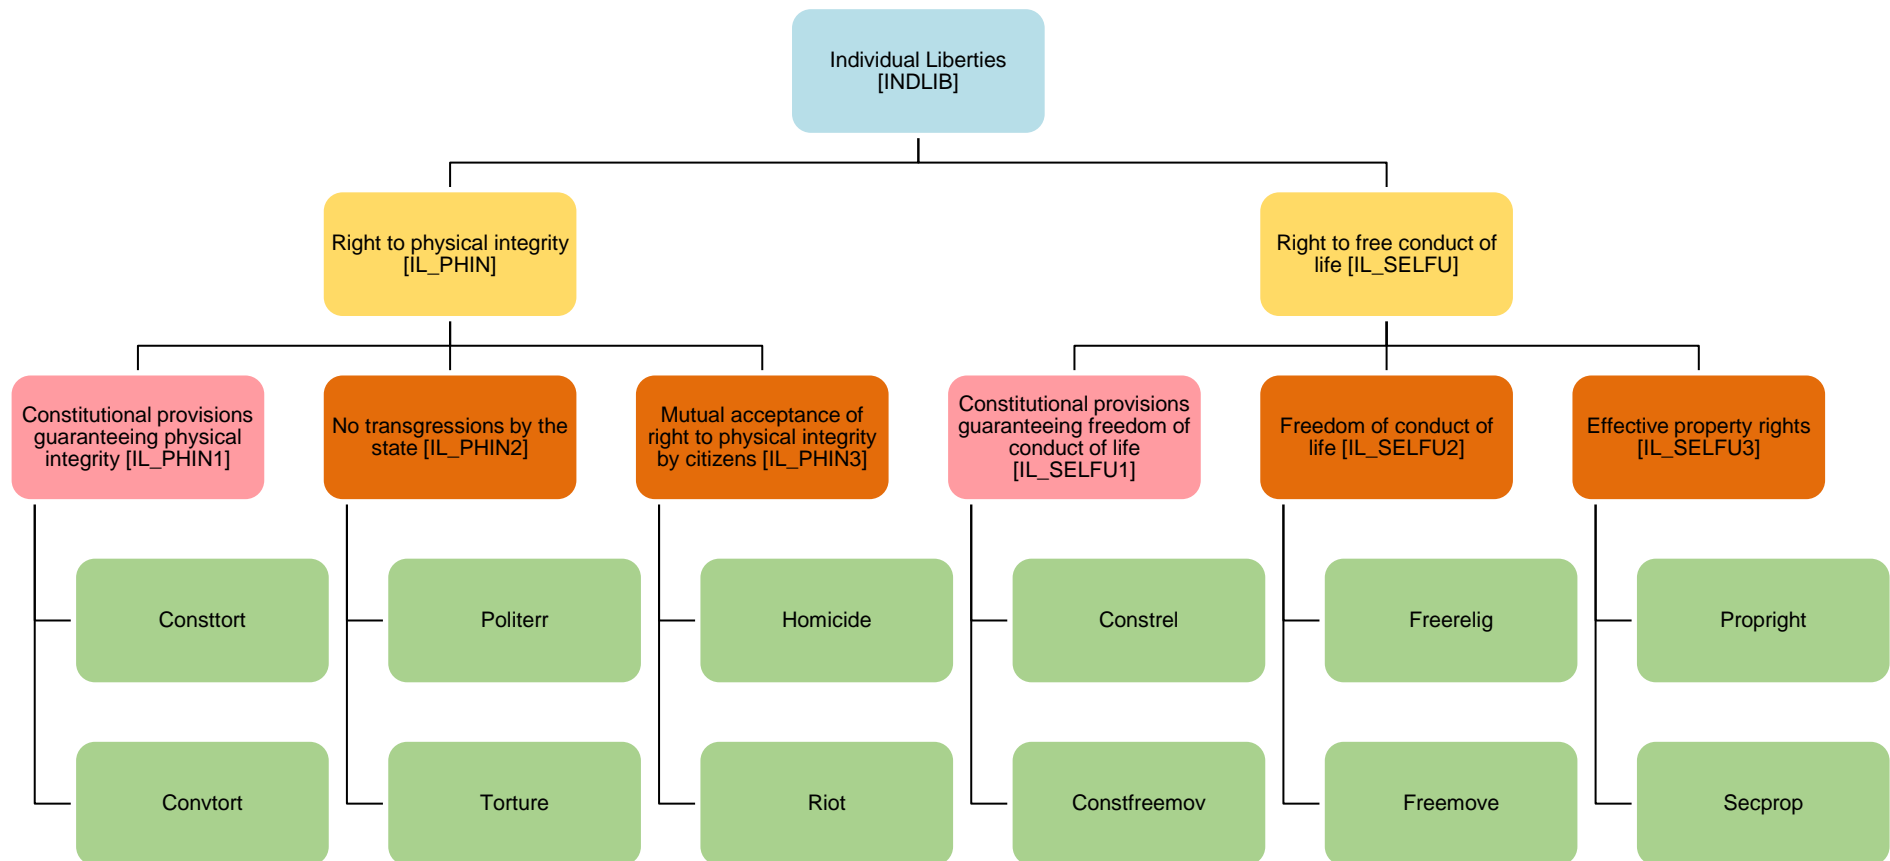 Individual Liberties
[INDLIB]
Right to physical integrity
[IL_PHIN]
Right to free conduct of
life [IL_SELFU]
Constitutional provisions
guaranteeing physical
integrity [IL_PHIN1]
No transgressions by the
state [IL_PHIN2]
Mutual acceptance of
right to physical integrity
by citizens [IL_PHIN3]
Constitutional provisions
guaranteeing freedom of
conduct of life
[IL_SELFU1]
Freedom of conduct of
life [IL_SELFU2]
Effective property rights
[IL_SELFU3]
Consttort
Politerr
Homicide
Constrel
Freerelig
Propright
Convtort
Torture
Riot
Constfreemov
Freemove
Secprop